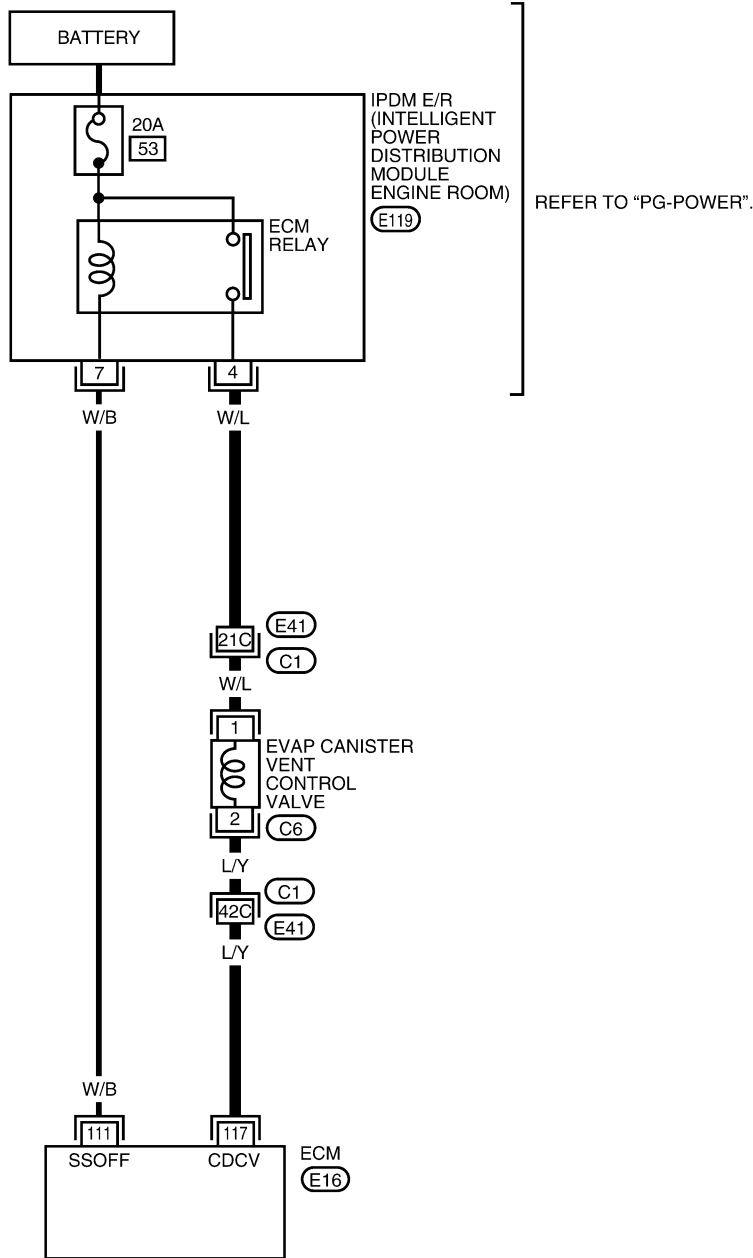 BATTERY
20A
53
IPDM E/R
(INTELLIGENT
POWER
DISTRIBUTION
MODULE
ENGINE ROOM)
E119
REFER TO “PG-POWER”.
ECM
RELAY
7
4
W/B
W/L
E41
21C
C1
W/L
1
EVAP CANISTER
VENT
CONTROL
VALVE
2
C6
L/Y
C1
42C
E41
L/Y
W/B
111
117
SSOFF
CDCV
ECM
E16